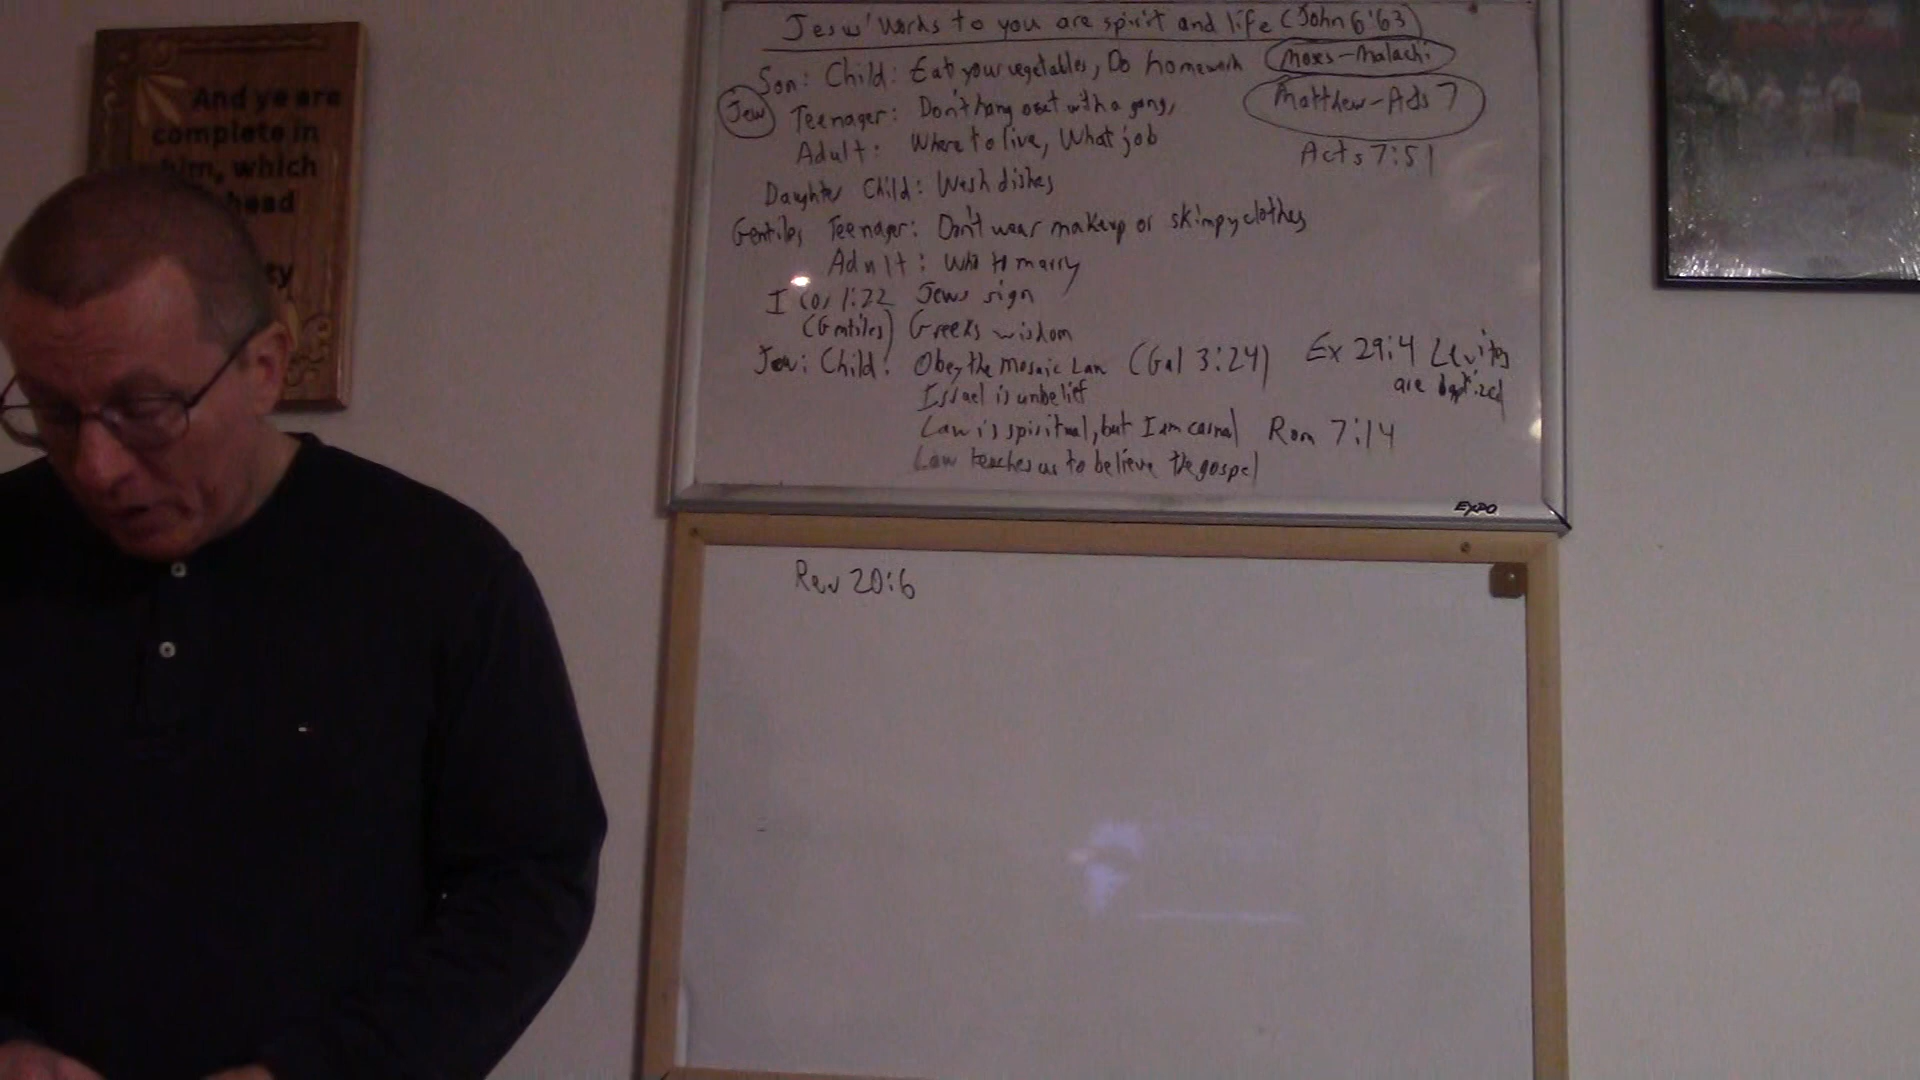 And ye are
complete in
him, which
head
Jesus' words to you are spirit and life (John 6:63)
Son: Child: Eat your vegetables, Do homework
Moses-Malachi
Jew
Teenager: Don't hang out with a gang,
Matthew-Acts 7
Adult: Where to live, What job
Acts 7:51
Daughter Child: Wash dishes
Gentiles Teenager: Don't wear makeup or skimpy clothes
Adult: Who to marry
I Cor 1:22 Jews sign
(Gentiles) Greeks wisdom
Jew: Child: Obey the Mosaic Law (Gal 3:24)
Ex 29:4 Levites
are baptized
Israel is unbelief
Law is spiritual, but I am carnal Rom 7:14
Law teaches us to believe the gospel
EXPO
Rev 20:6